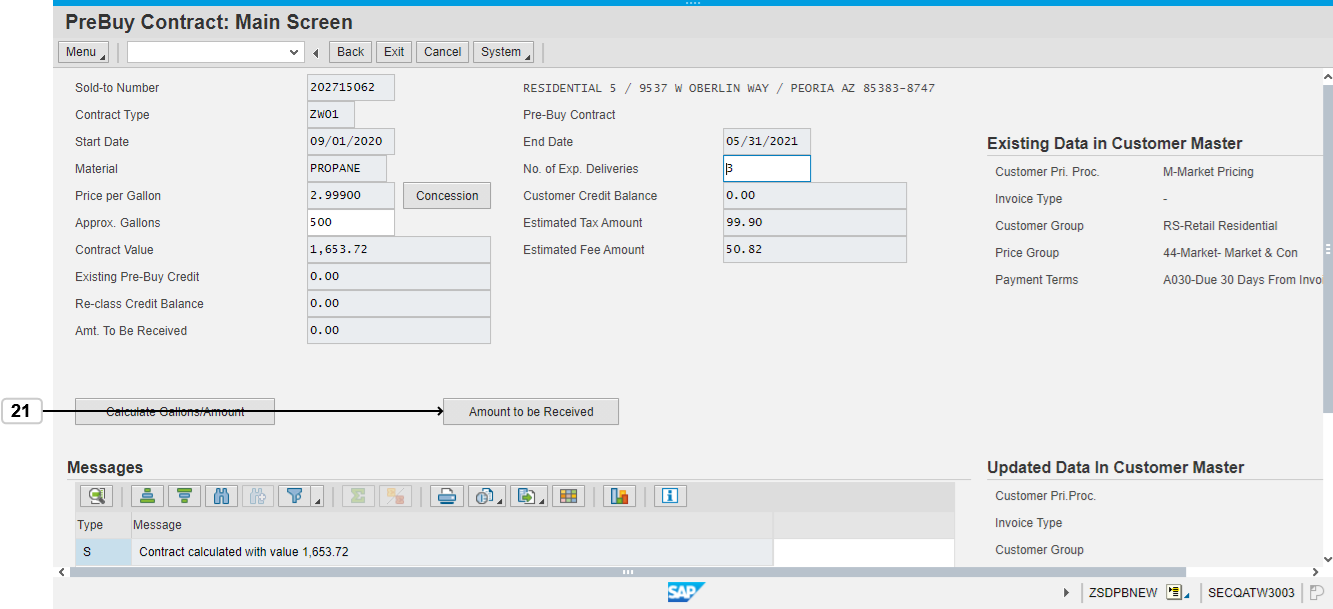 PreBuy Contract: Main Screen
Menu Back Exit Cancel System
Sold-to Number 202715062 RESIDENTIAL 5 / 9537 W OBERLIN WAY / PEORIA AZ 85383-8747
Contract Type ZWO1 Pre-Buy Contract
Start Date 09/01/2020 End Date 05/31/2021
Existing Data in Customer Master
Material PROPANE No. of Exp. Deliveries 3
Customer Pri. Proc. M-Market Pricing
Price per Gallon 2.99900 Concession Customer Credit Balance 0.00
Invoice Type -
Approx. Gallons 500 Estimated Tax Amount 99.90
Customer Group RS-Retail Residential
Contract Value 1,653.72 Estimated Fee Amount 50.82
Price Group 44-Market- Market & Con
Existing Pre-Buy Credit 0.00
Payment Terms A030-Due 30 Days From Invo
Re-class Credit Balance 0.00
Amt. To Be Received 0.00
21 Calculate Gallons/Amount Amount to be Received
Messages
Updated Data In Customer Master
Type Message
Customer Pri.Proc.
Invoice Type
S Contract calculated with value 1,653.72
Customer Group
SAP ZSDPBNEW SECQATW3003